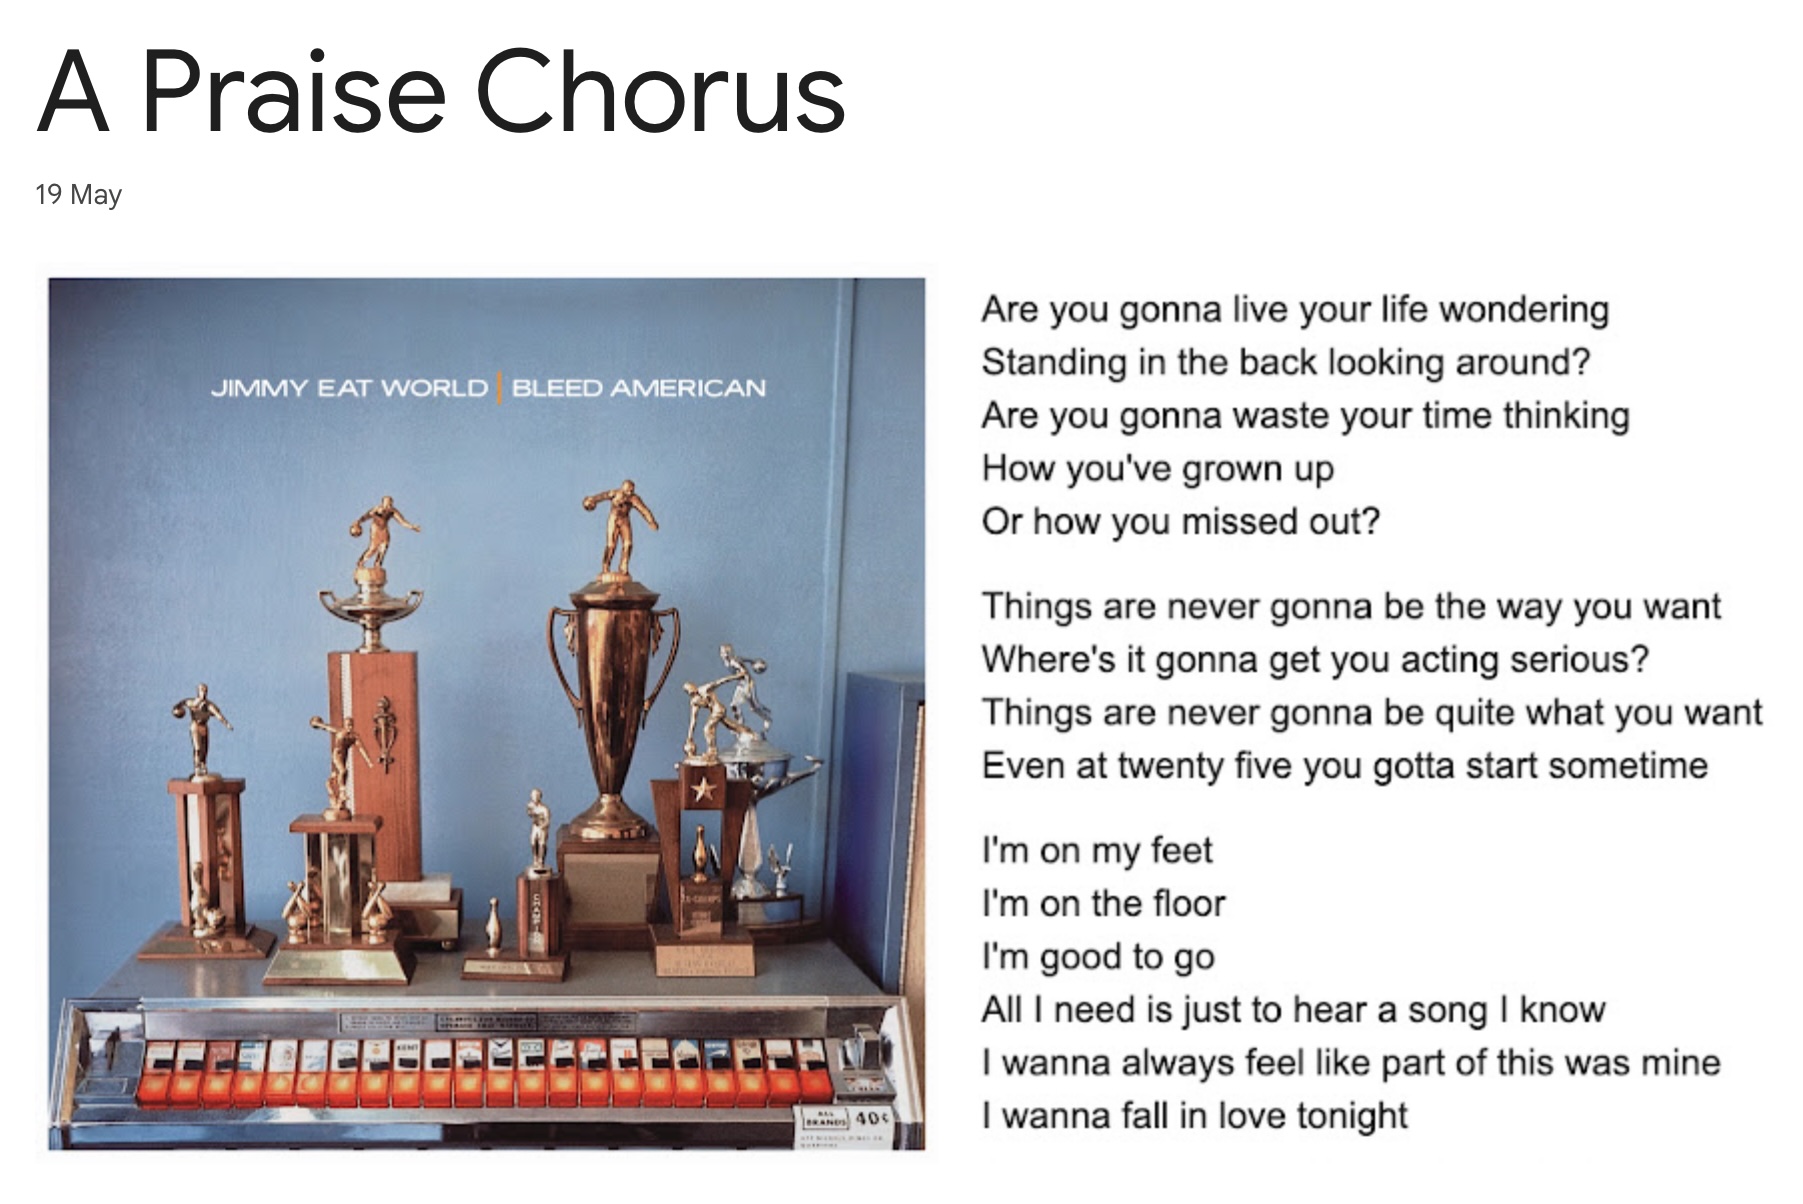 A Praise Chorus
19 May
JIMMY EAT WORLD | BLEED AMERICAN
CHAMPION
KENT
ALL
BRANDS
40¢
Are you gonna live your life wondering
Standing in the back looking around?
Are you gonna waste your time thinking
How you've grown up
Or how you missed out?
Things are never gonna be the way you want
Where's it gonna get you acting serious?
Things are never gonna be quite what you want
Even at twenty five you gotta start sometime
I'm on my feet
I'm on the floor
I'm good to go
All I need is just to hear a song I know
I wanna always feel like part of this was mine
I wanna fall in love tonight